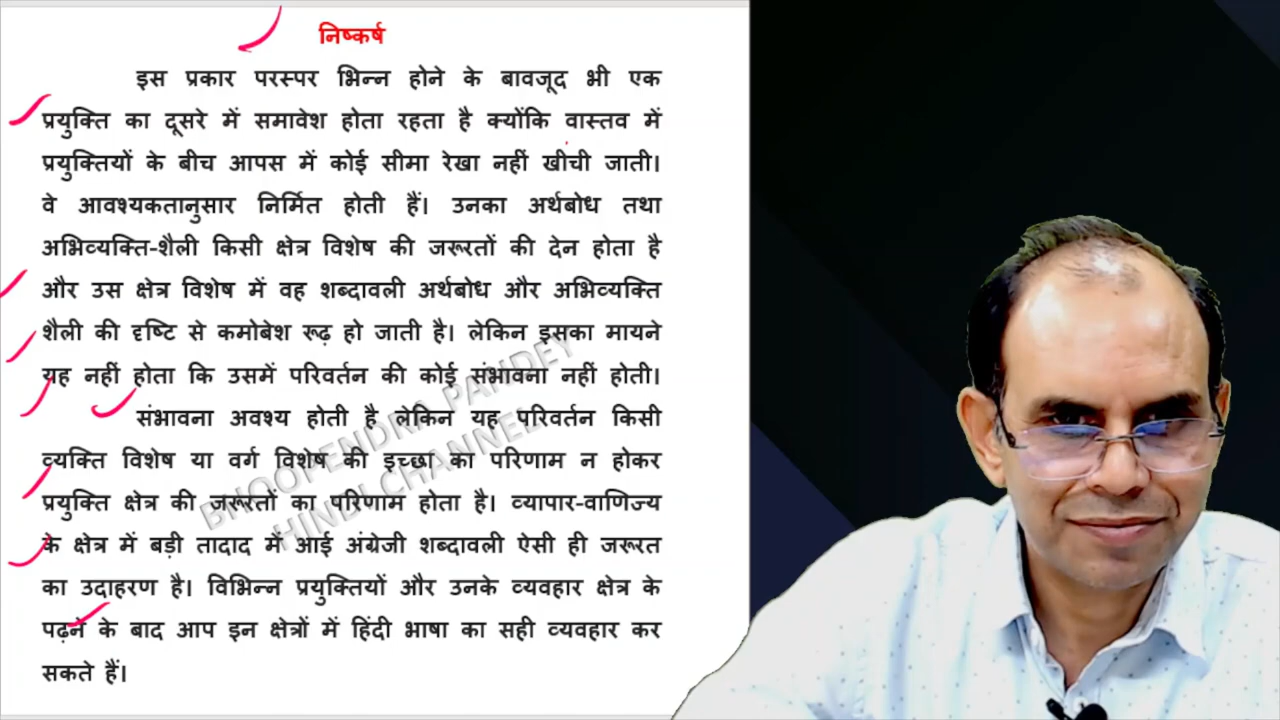 निष्कर्ष
इस प्रकार परस्पर भिन्न होने के बावजूद भी एक
प्रयुक्ति का दूसरे में समावेश होता रहता है क्योंकि वास्तव में
प्रयुक्तियों के बीच आपस में कोई सीमा रेखा नहीं खीची जाती।
वे आवश्यकतानुसार निर्मित होती हैं। उनका अर्थबोध तथा
अभिव्यक्ति-शैली किसी क्षेत्र विशेष की जरूरतों की देन होता है
और उस क्षेत्र विशेष में वह शब्दावली अर्थबोध और अभिव्यक्ति
शैली की दृष्टि से कमोबेश रूढ़ हो जाती है। लेकिन इसका मायने
यह नहीं होता कि उसमें परिवर्तन की कोई संभावना नहीं होती।
संभावना अवश्य होती है लेकिन यह परिवर्तन किसी
व्यक्ति विशेष या वर्ग विशेष की इच्छा का परिणाम न होकर
प्रयुक्ति क्षेत्र की जरूरतों का परिणाम होता है। व्यापार-वाणिज्य
के क्षेत्र में बड़ी तादाद में आई अंग्रेजी शब्दावली ऐसी ही जरूरत
का उदाहरण है। विभिन्न प्रयुक्तियों और उनके व्यवहार क्षेत्र के
पढ़ने के बाद आप इन क्षेत्रों में हिंदी भाषा का सही व्यवहार कर
सकते हैं।
BHOOPENDRA PANDEY
HINDI CHANNEL